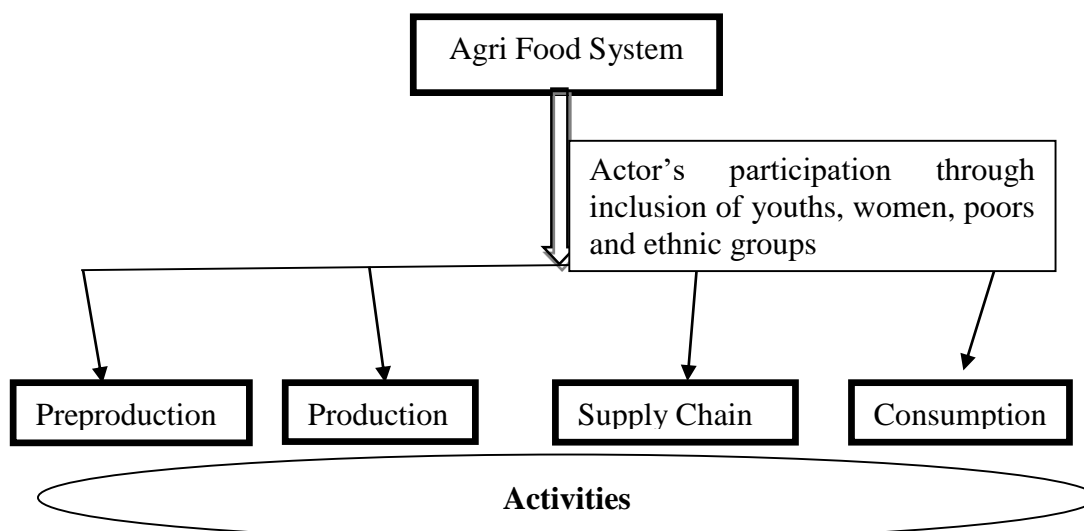 Agri Food System
Actor’s participation through
inclusion of youths, women, poors
and ethnic groups
Preproduction
Production
Supply Chain
Consumption
Activities